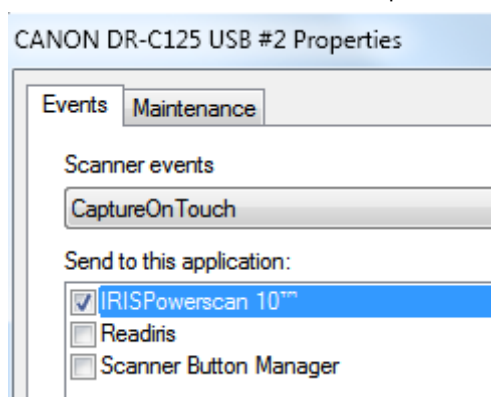 CANON DR-C125 USB #2 Properties
Events Maintenance
Scanner events
CaptureOnTouch
Send to this application:
IRISPowerscan 10™
Readiris
Scanner Button Manager